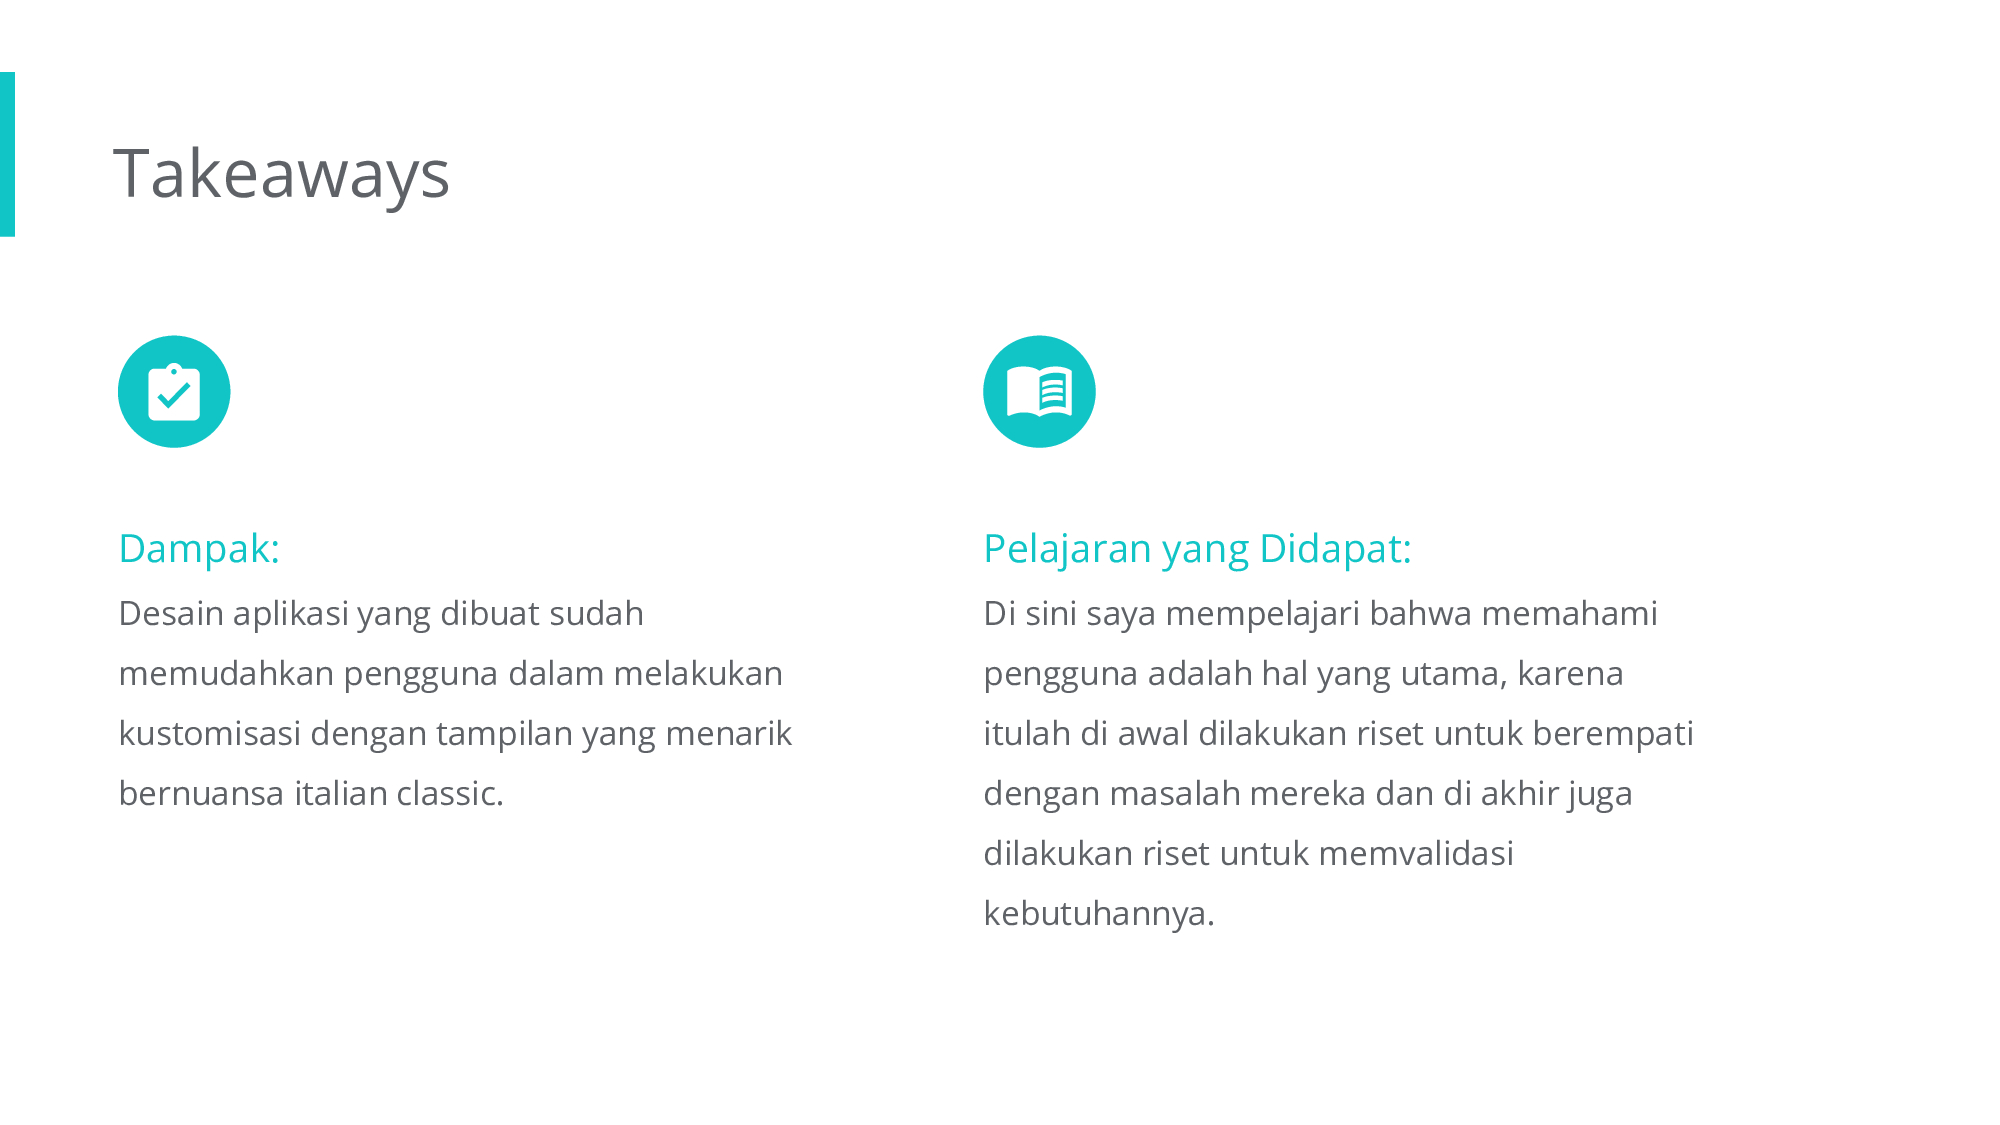 Takeaways
Dampak:
Desain aplikasi yang dibuat sudah
memudahkan pengguna dalam melakukan
kustomisasi dengan tampilan yang menarik
bernuansa italian classic.
Pelajaran yang Didapat:
Di sini saya mempelajari bahwa memahami
pengguna adalah hal yang utama, karena
itulah di awal dilakukan riset untuk berempati
dengan masalah mereka dan di akhir juga
dilakukan riset untuk memvalidasi
kebutuhannya.